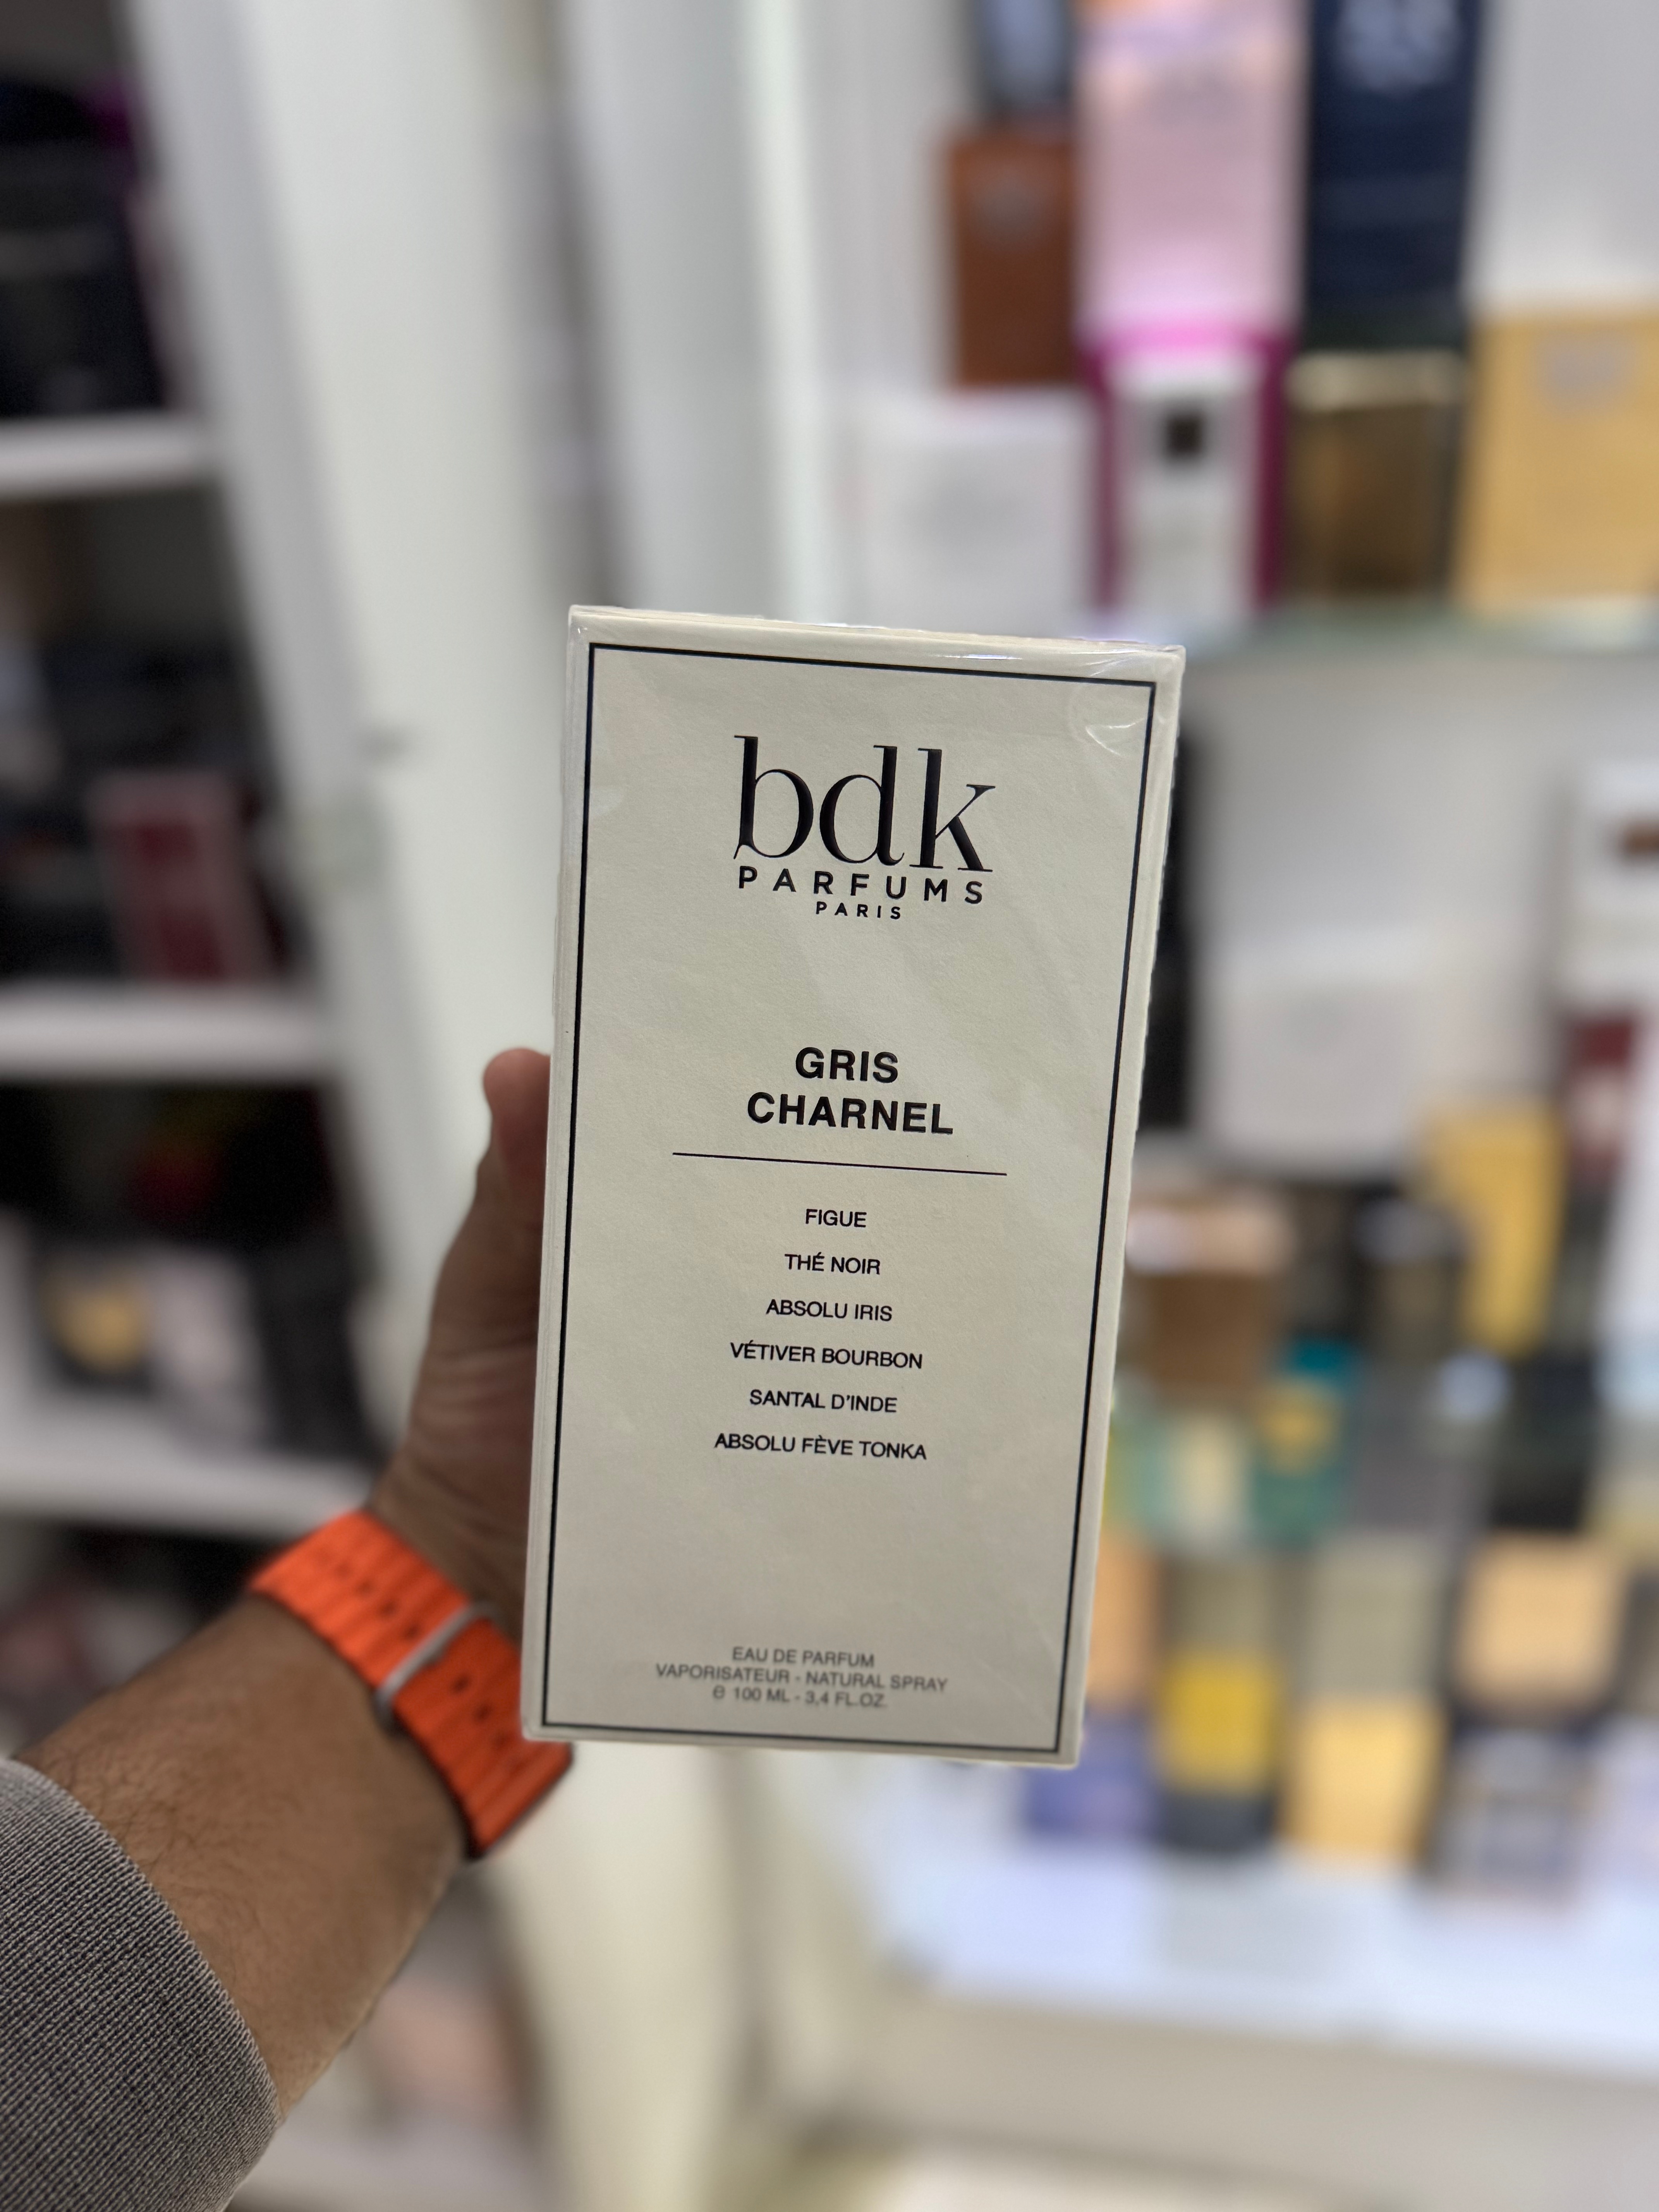 bdk
PARFUMS
PARIS
GRIS
CHARNEL
FIGUE
THÉ NOIR
ABSOLU IRIS
VÉTIVER BOURBON
SANTAL D'INDE
ABSOLU FÈVE TONKA
EAU DE PARFUM
VAPORISATEUR - NATURAL SPRAY
℮ 100 ML - 3,4 FL.OZ.